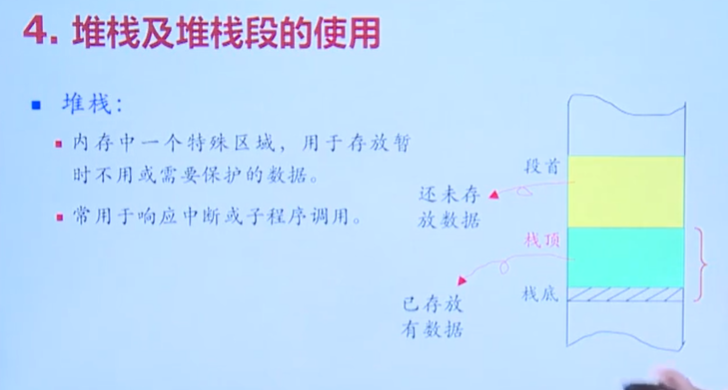 4. 堆栈及堆栈段的使用
堆栈：
内存中一个特殊区域，用于存放暂
时不用或需要保护的数据。
常用于响应中断或子程序调用。
段首
还未存
放数据
栈顶
栈底
已存放
有数据